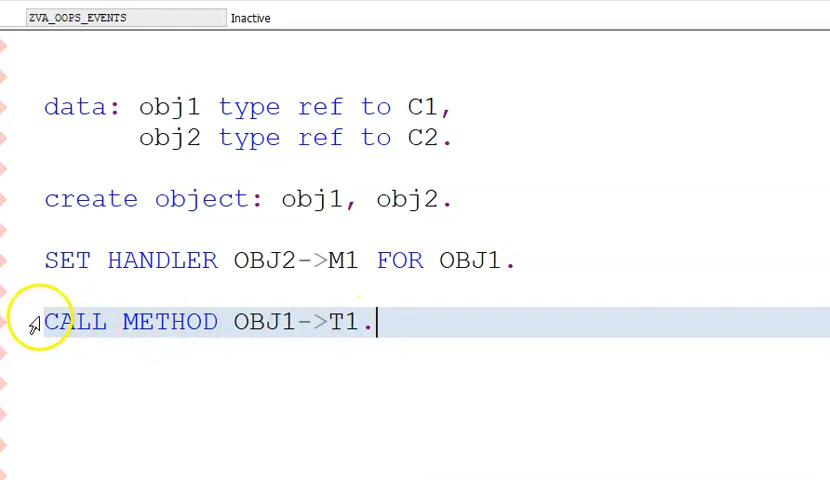 ZVA_OOPS_EVENTS Inactive
data: obj1 type ref to C1,
obj2 type ref to C2.
create object: obj1, obj2.
SET HANDLER OBJ2->M1 FOR OBJ1.
CALL METHOD OBJ1->T1.